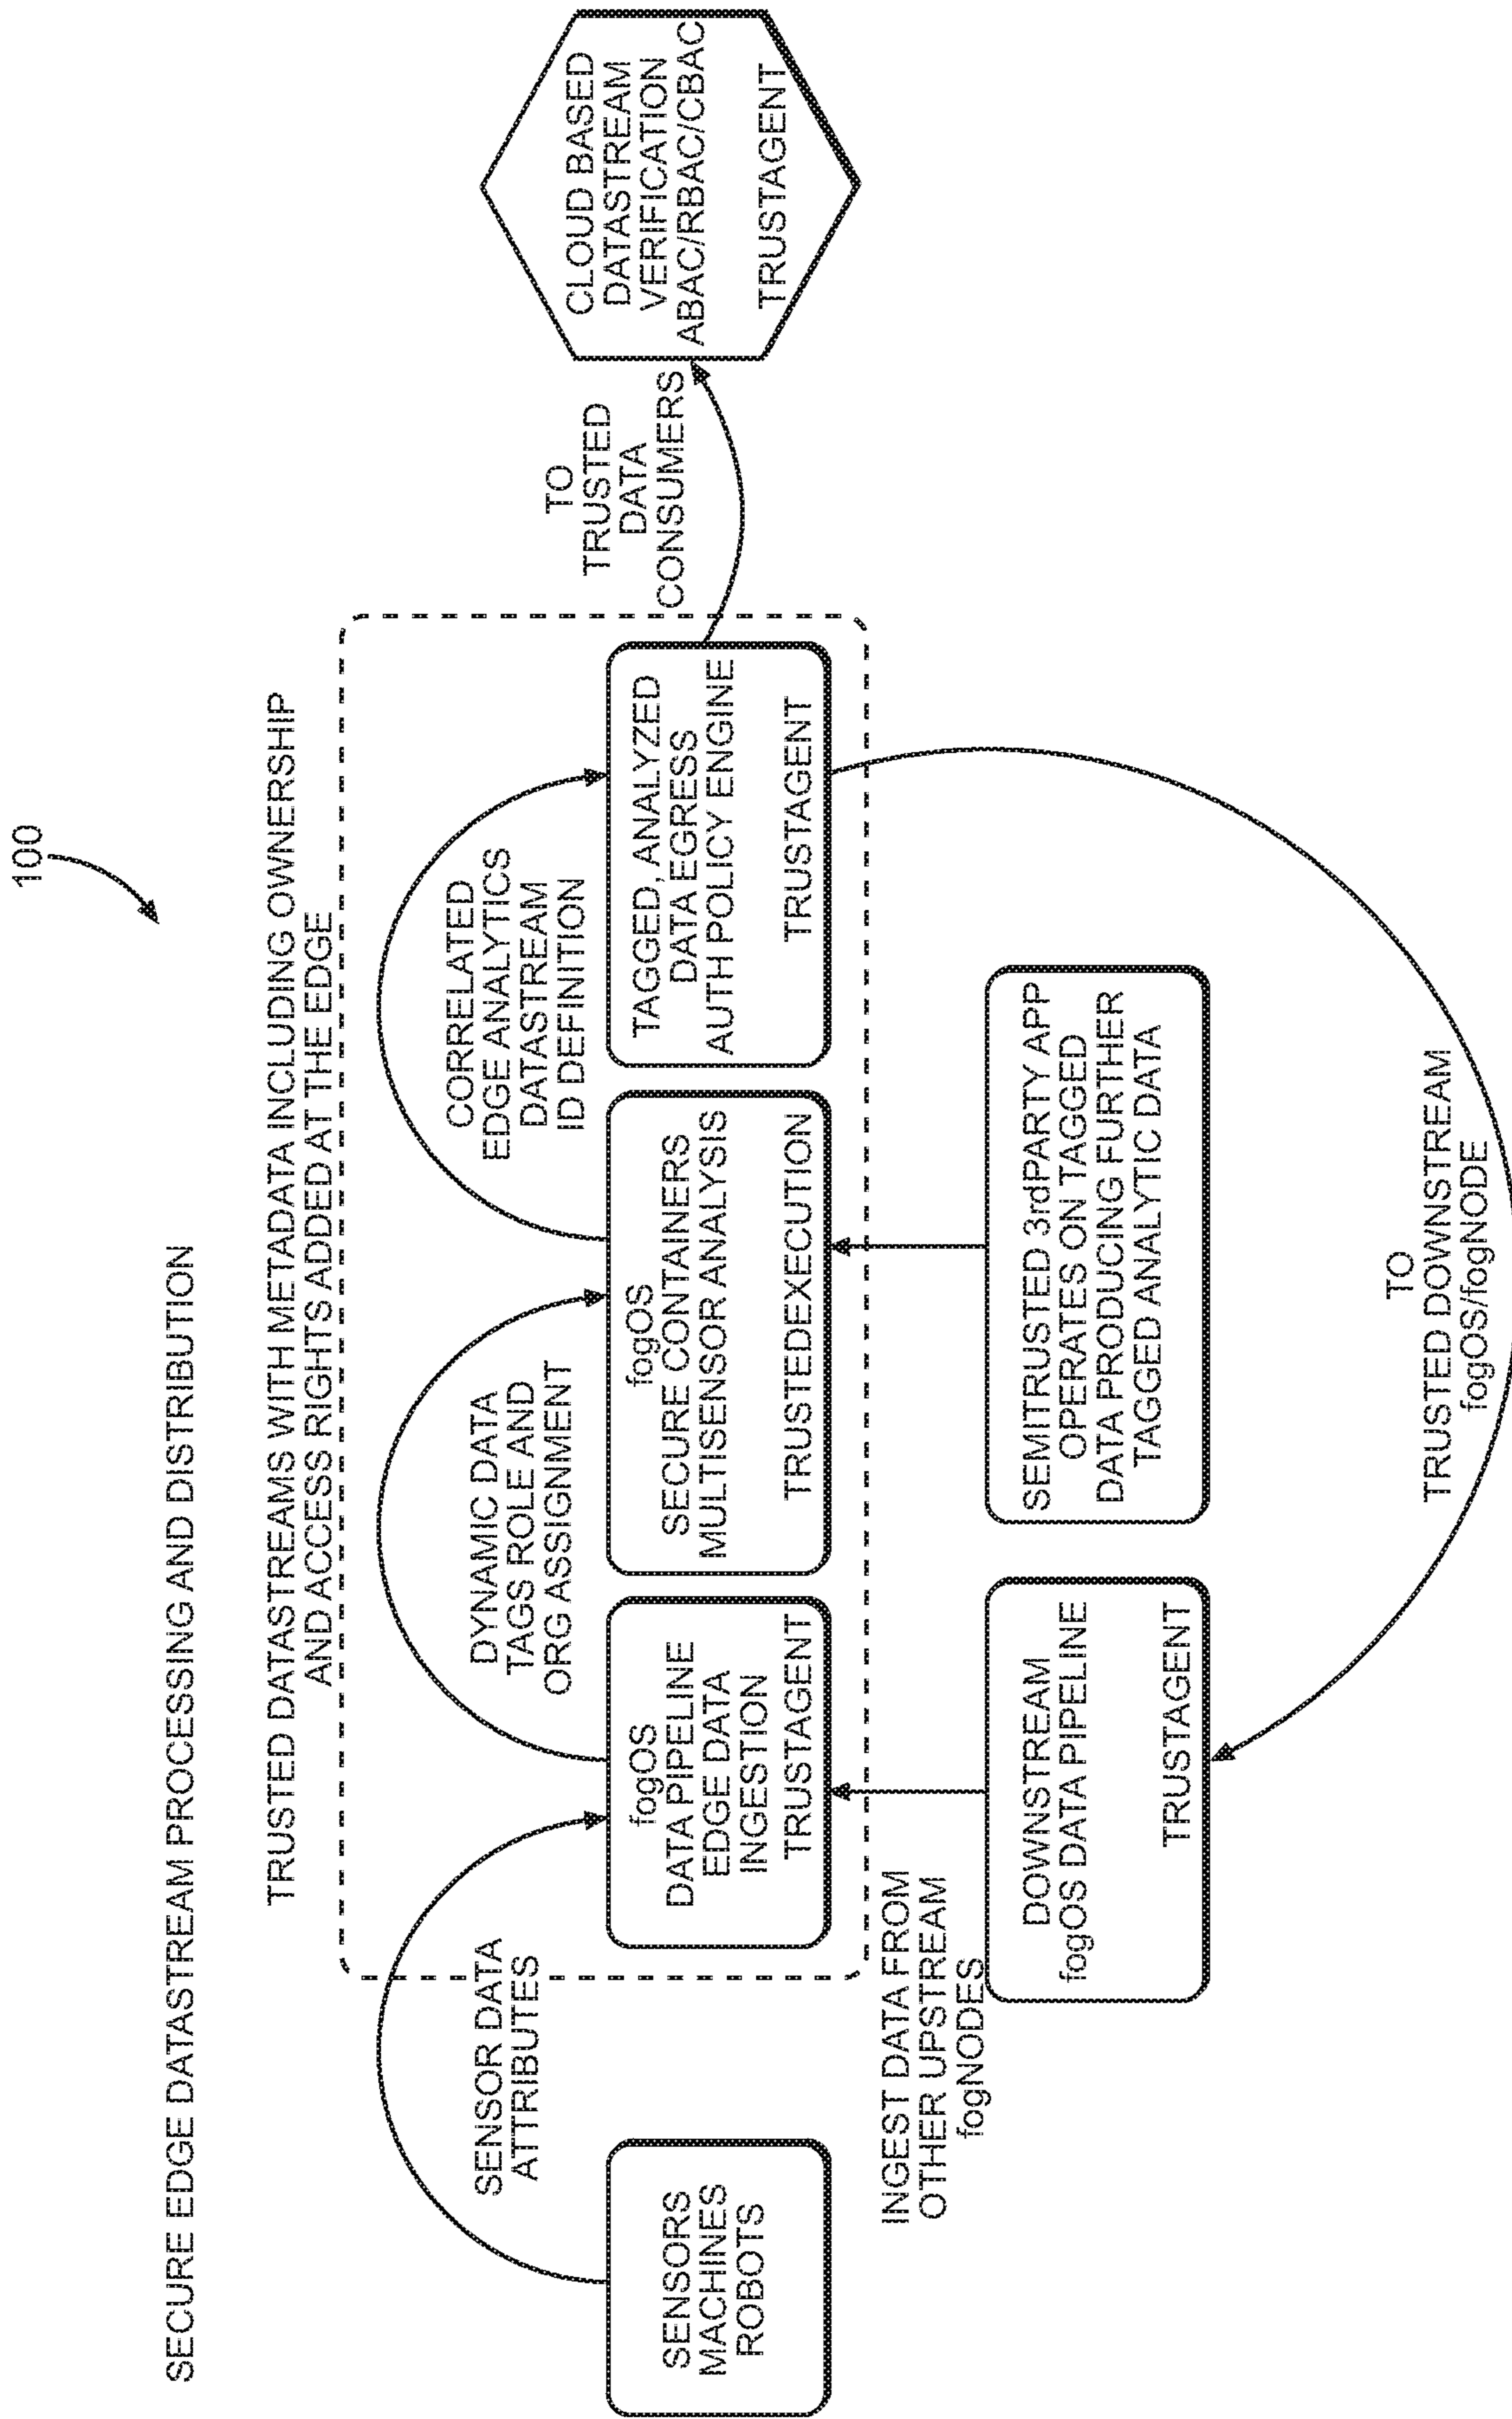 100
SECURE EDGE DATASTREAM PROCESSING AND DISTRIBUTION
TRUSTED DATASTREAMS WITH METADATA INCLUDING OWNERSHIP
AND ACCESS RIGHTS ADDED AT THE EDGE
SENSORS
MACHINES
ROBOTS
SENSOR DATA
ATTRIBUTES
fogOS
DATA PIPELINE
EDGE DATA
INGESTION
TRUSTAGENT
DYNAMIC DATA
TAGS ROLE AND
ORG ASSIGNMENT
fogOS
SECURE CONTAINERS
MULTISENSOR ANALYSIS
TRUSTEDEXECUTION
CORRELATED
EDGE ANALYTICS
DATASTREAM
ID DEFINITION
TAGGED, ANALYZED
DATA EGRESS
AUTH POLICY ENGINE
TRUSTAGENT
TO
TRUSTED
DATA
CONSUMERS
CLOUD BASED
DATASTREAM
VERIFICATION
ABAC/RBAC/CBAC
TRUSTAGENT
INGEST DATA FROM
OTHER UPSTREAM
fogNODES
DOWNSTREAM
fogOS DATA PIPELINE
TRUSTAGENT
SEMITRUSTED 3rdPARTY APP
OPERATES ON TAGGED
DATA PRODUCING FURTHER
TAGGED ANALYTIC DATA
TO
TRUSTED DOWNSTREAM
fogOS/fogNODE